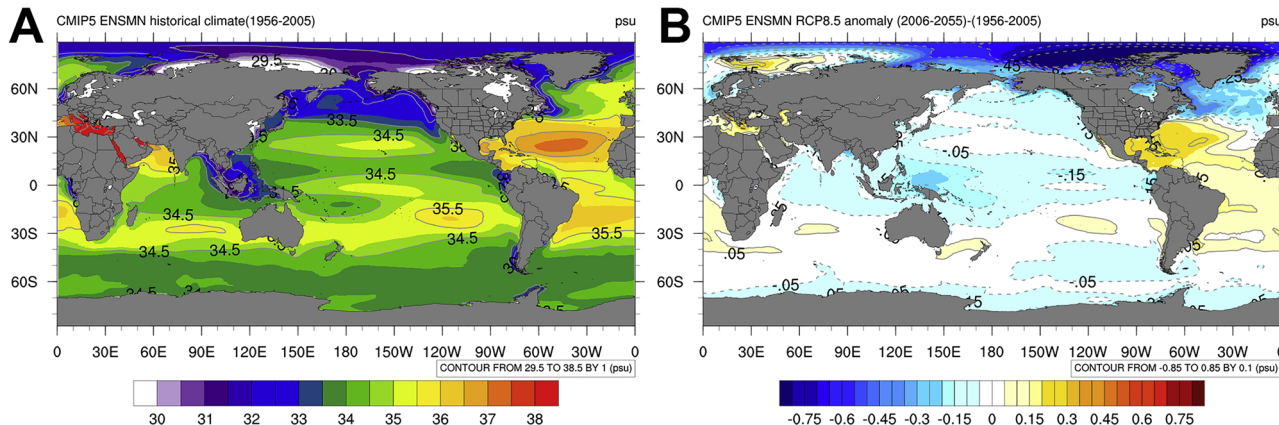 A
CMIP5 ENSMN historical climate(1956-2005) psu
60N
30N
0
30S
60S
29.5
33.5
34.5
34.5
34.5
35.5
34.5
34.5
34.5
35.5
0 30E 60E 90E 120E 150E 180 150W 120W 90W 60W 30W 0
CONTOUR FROM 29.5 TO 38.5 BY 1 (psu)
30 31 32 33 34 35 36 37 38
B
CMIP5 ENSMN RCP8.5 anomaly (2006-2055)-(1956-2005) psu
60N
30N
0
30S
60S
-.05
-.15
.05
-.05
-.05
0 30E 60E 90E 120E 150E 180 150W 120W 90W 60W 30W
CONTOUR FROM -0.85 TO 0.85 BY 0.1 (psu)
-0.75 -0.6 -0.45 -0.3 -0.15 0 0.15 0.3 0.45 0.6 0.75